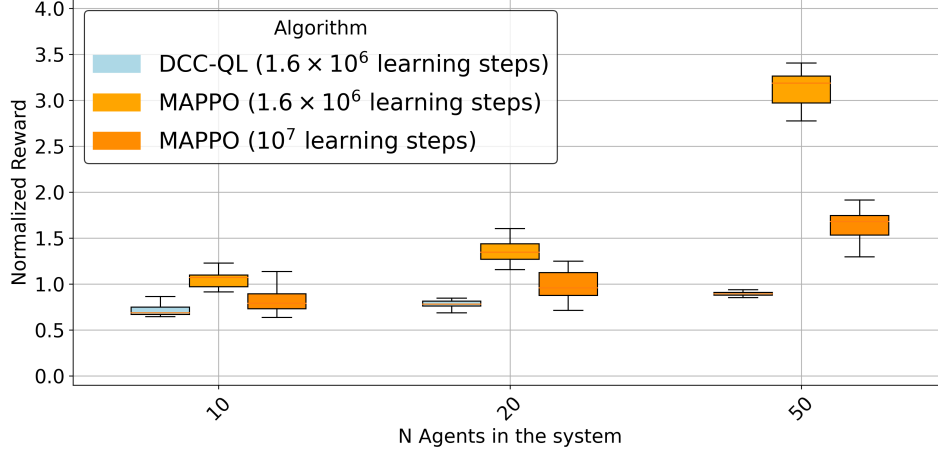 4.0
3.5
3.0
2.5
2.0
1.5
1.0
0.5
0.0
Normalized Reward
Algorithm
DCC-QL (1.6 × 10⁶ learning steps)
MAPPO (1.6 × 10⁶ learning steps)
MAPPO (10⁷ learning steps)
10
20
50
N Agents in the system